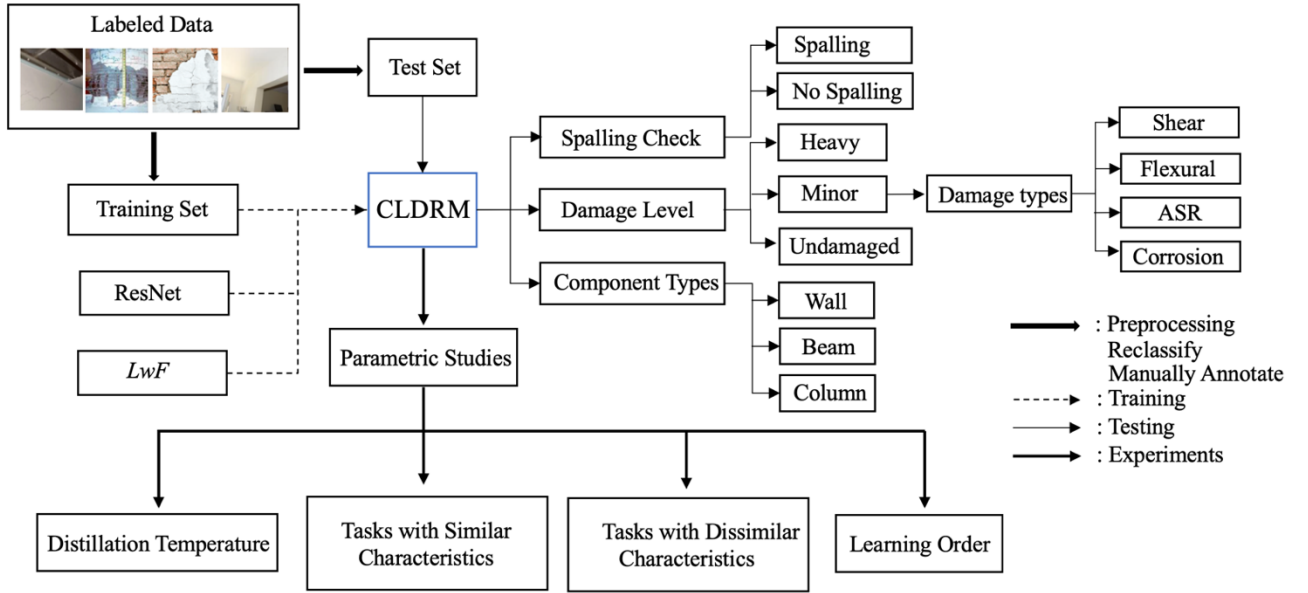 Labeled Data
Test Set
Training Set
ResNet
LwF
CLDRM
Spalling Check
Damage Level
Component Types
Spalling
No Spalling
Heavy
Minor
Undamaged
Wall
Beam
Column
Damage types
Shear
Flexural
ASR
Corrosion
Parametric Studies
Distillation Temperature
Tasks with Similar
Characteristics
Tasks with Dissimilar
Characteristics
Learning Order
: Preprocessing
Reclassify
Manually Annotate
: Training
: Testing
: Experiments